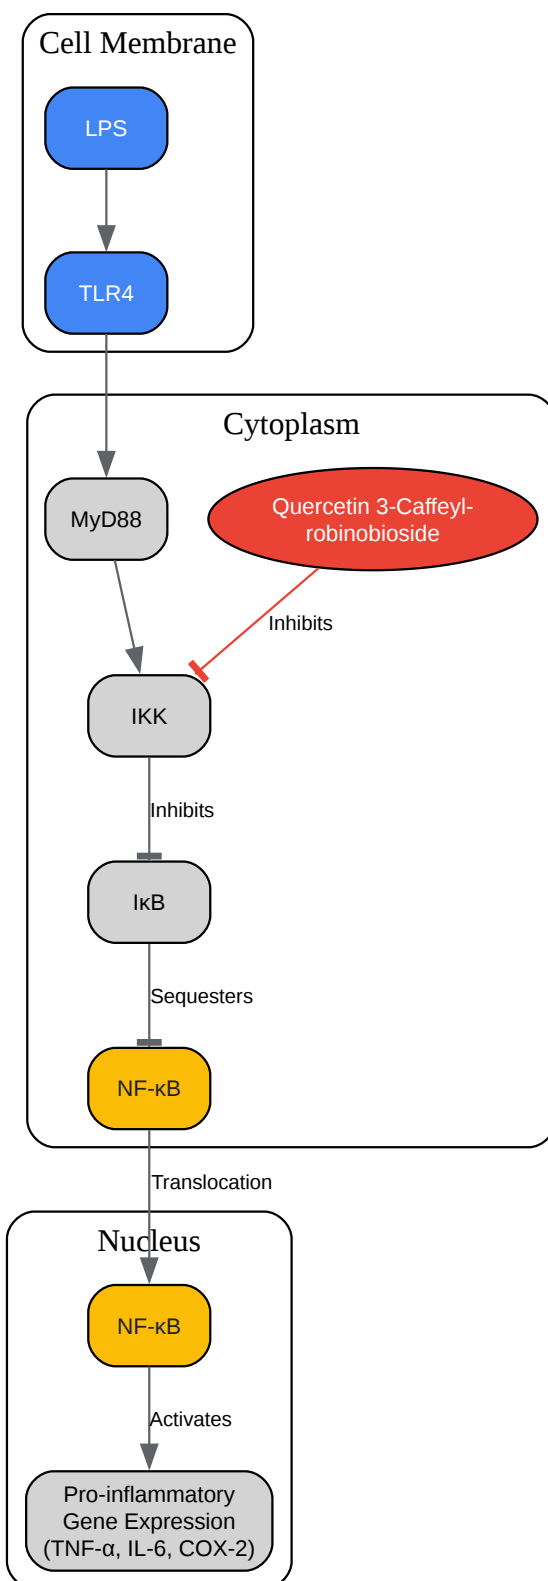 Cell Membrane
LPS
TLR4
Cytoplasm
MyD88
Quercetin 3-Caffeyl-
robinobioside
Inhibits
IKK
Inhibits
IκB
Sequesters
NF-κB
Translocation
Nucleus
NF-κB
Activates
Pro-inflammatory
Gene Expression
(TNF-α, IL-6, COX-2)